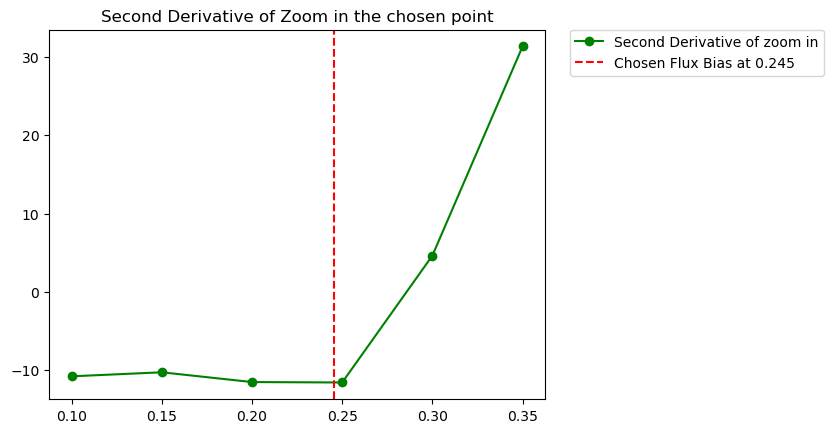 Second Derivative of Zoom in the chosen point
Second Derivative of zoom in
Chosen Flux Bias at 0.245
30
20
10
0
−10
0.10 0.15 0.20 0.25 0.30 0.35